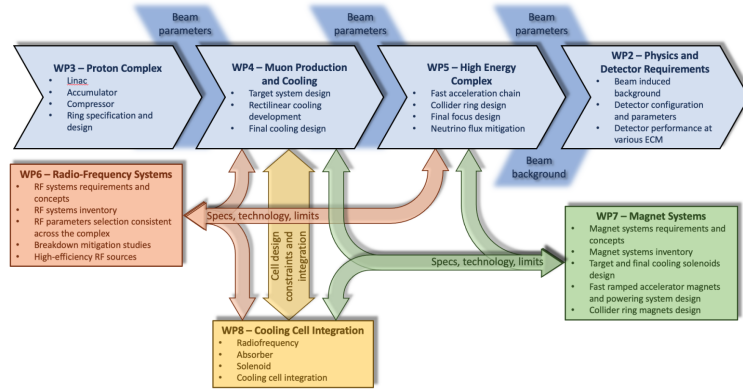 Beam
parameters
Beam
parameters
Beam
parameters
WP3 – Proton Complex
• Linac
• Accumulator
• Compressor
• Ring specification and
design
WP4 – Muon Production
and Cooling
• Target system design
• Rectilinear cooling
development
• Final cooling design
WP5 – High Energy
Complex
• Fast acceleration chain
• Collider ring design
• Final focus design
• Neutrino flux mitigation
WP2 – Physics and
Detector Requirements
• Beam induced
background
• Detector configuration
and parameters
• Detector performance at
various ECM
Beam
background
WP6 – Radio-Frequency Systems
• RF systems requirements and
concepts
• RF systems inventory
• RF parameters selection consistent
across the complex
• Breakdown mitigation studies
• High-efficiency RF sources
Specs, technology, limits
Cell design
constraints and
integration
Specs, technology, limits
WP7 – Magnet Systems
• Magnet systems requirements and
concepts
• Magnet systems inventory
• Target and final cooling solenoids
design
• Fast ramped accelerator magnets
and powering system design
• Collider ring magnets design
WP8 – Cooling Cell Integration
• Radiofrequency
• Absorber
• Solenoid
• Cooling cell integration